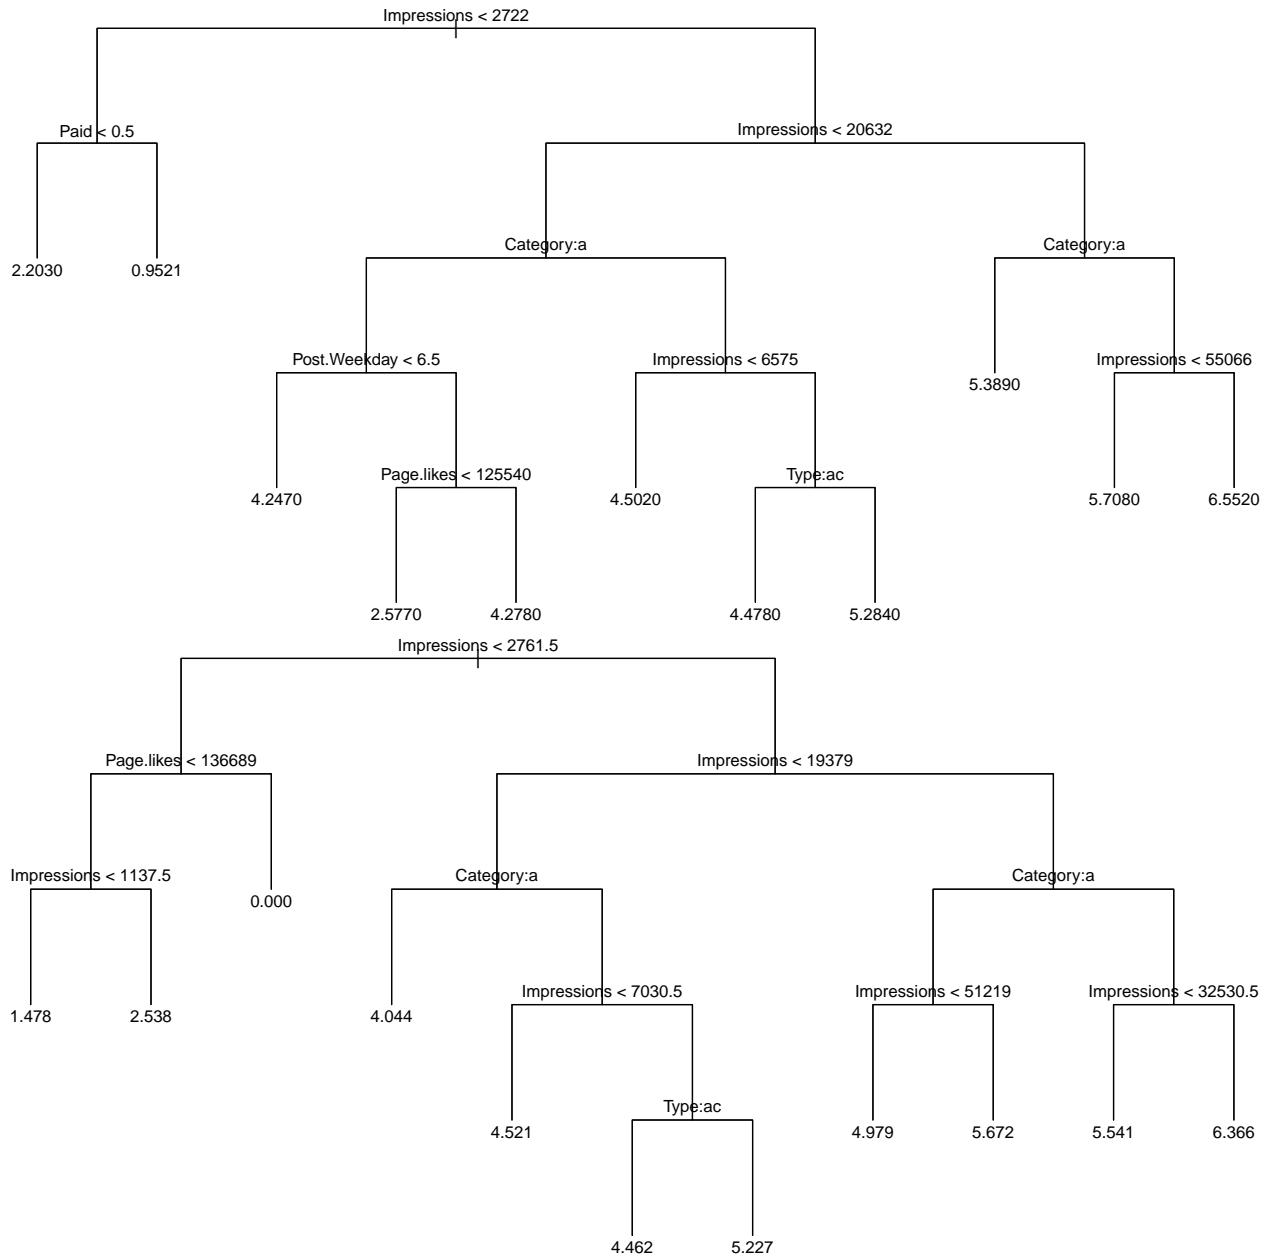 Impressions < 2722
Paid < 0.5
Impressions < 20632
2.2030
0.9521
Category:a
Category:a
Post.Weekday < 6.5
Impressions < 6575
5.3890
Impressions < 55066
4.2470
Page.likes < 125540
4.5020
Type:ac
5.7080
6.5520
2.5770
4.2780
4.4780
5.2840
Impressions < 2761.5
Page.likes < 136689
Impressions < 19379
Impressions < 1137.5
0.000
Category:a
Category:a
1.478
2.538
4.044
Impressions < 7030.5
Impressions < 51219
Impressions < 32530.5
4.521
Type:ac
4.979
5.672
5.541
6.366
4.462
5.227